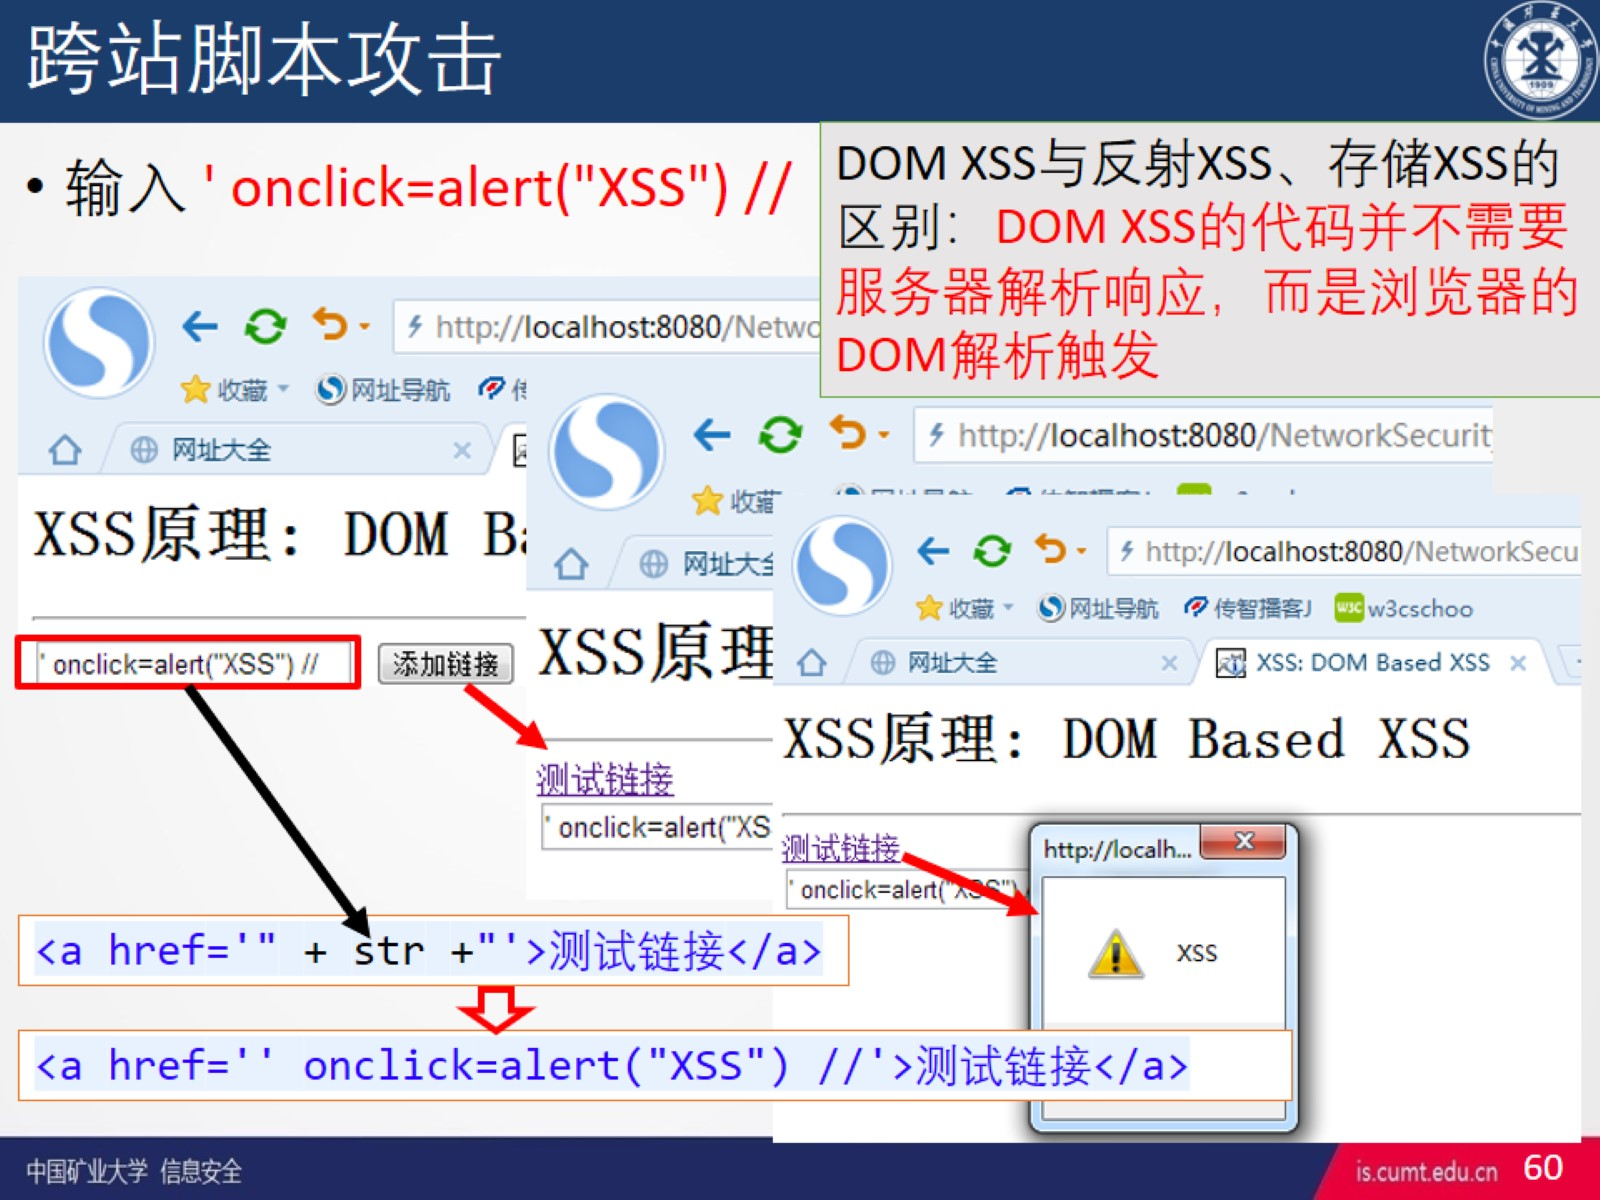 跨站脚本攻击
• 输入 ' onclick=alert("XSS") //
DOM XSS与反射XSS、存储XSS的
区别：DOM XSS的代码并不需要
服务器解析响应，而是浏览器的
DOM解析触发
http://localhost:8080/Netwo
收藏 网址导航
网址大全
XSS原理: DOM Ba
' onclick=alert("XSS") //
添加链接
http://localhost:8080/NetworkSecurity
收藏
网址大全
XSS原理
测试链接
' onclick=alert("XS
http://localhost:8080/NetworkSecu
收藏 网址导航 传智播客J w3cschoo
网址大全 XSS: DOM Based XSS
XSS原理: DOM Based XSS
测试链接
' onclick=alert("XSS")
http://localh...
XSS
<a href='" + str +"'>测试链接</a>
<a href='' onclick=alert("XSS") //'>测试链接</a>
中国矿业大学 信息安全
is.cumt.edu.cn 60